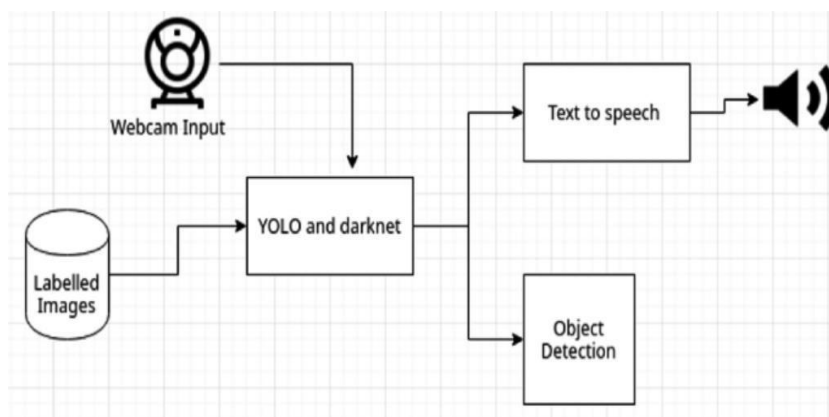 Webcam Input
Text to speech
YOLO and darknet
Labelled
Images
Object
Detection